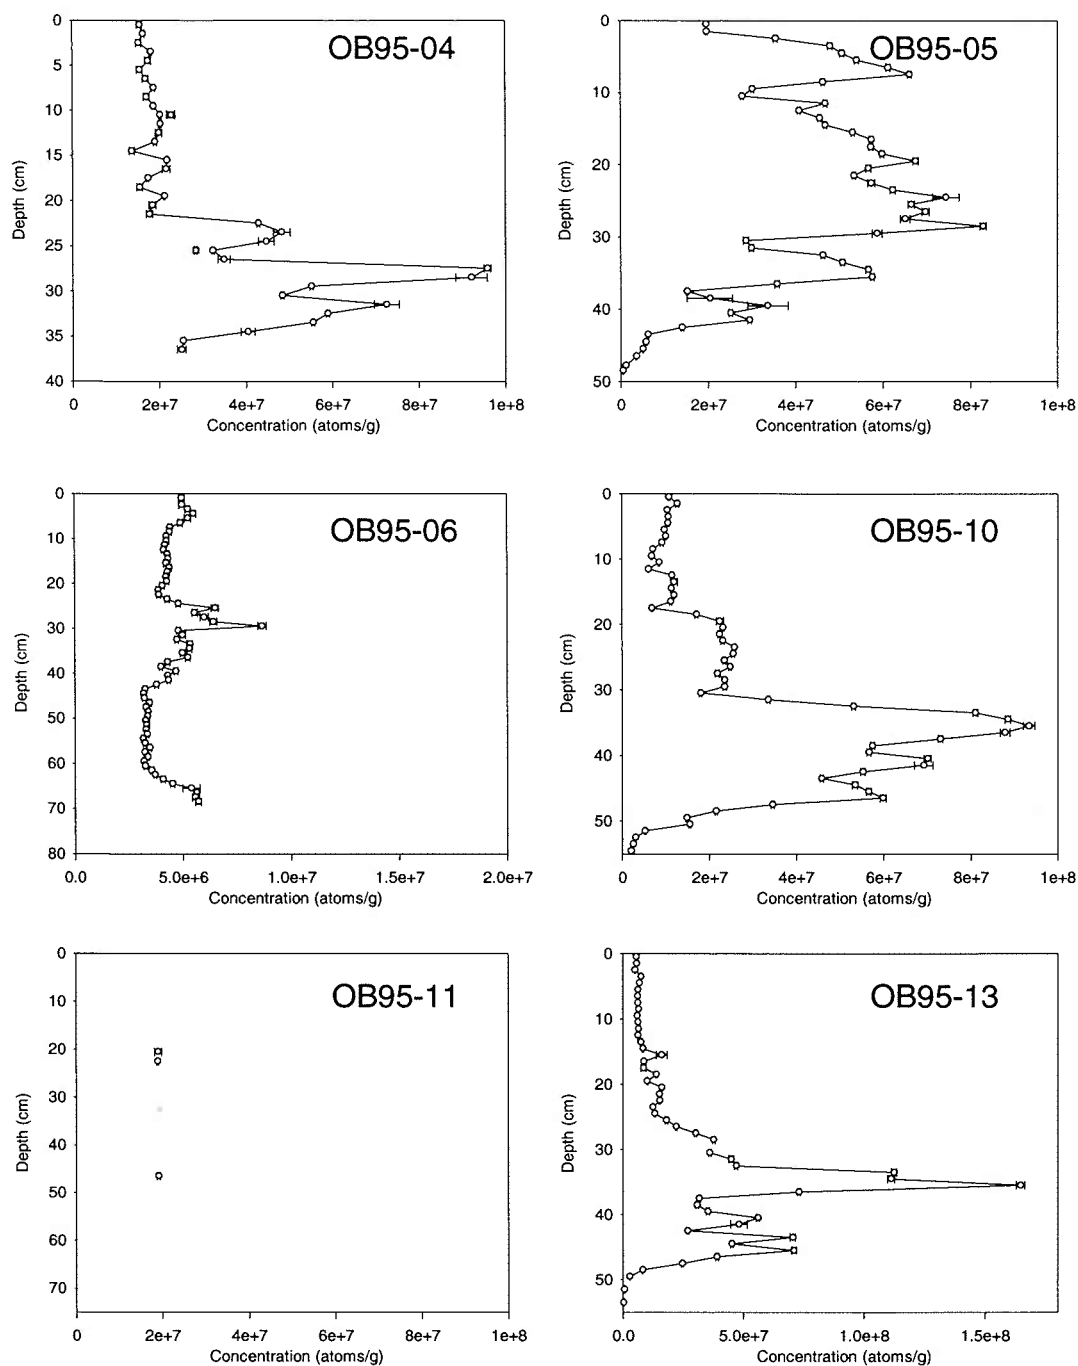 OB95-04
0
5
10
15
20
25
30
35
40
Depth (cm)
0
2e+7
4e+7
6e+7
8e+7
1e+8
Concentration (atoms/g)
OB95-05
0
10
20
30
40
50
Depth (cm)
0
2e+7
4e+7
6e+7
8e+7
1e+8
Concentration (atoms/g)
OB95-06
0
10
20
30
40
50
60
70
80
Depth (cm)
0.0
5.0e+6
1.0e+7
1.5e+7
2.0e+7
Concentration (atoms/g)
OB95-10
0
10
20
30
40
50
Depth (cm)
0
2e+7
4e+7
6e+7
8e+7
1e+8
Concentration (atoms/g)
OB95-11
0
10
20
30
40
50
60
70
Depth (cm)
0
2e+7
4e+7
6e+7
8e+7
1e+8
Concentration (atoms/g)
OB95-13
0
10
20
30
40
50
Depth (cm)
0.0
5.0e+7
1.0e+8
1.5e+8
Concentration (atoms/g)